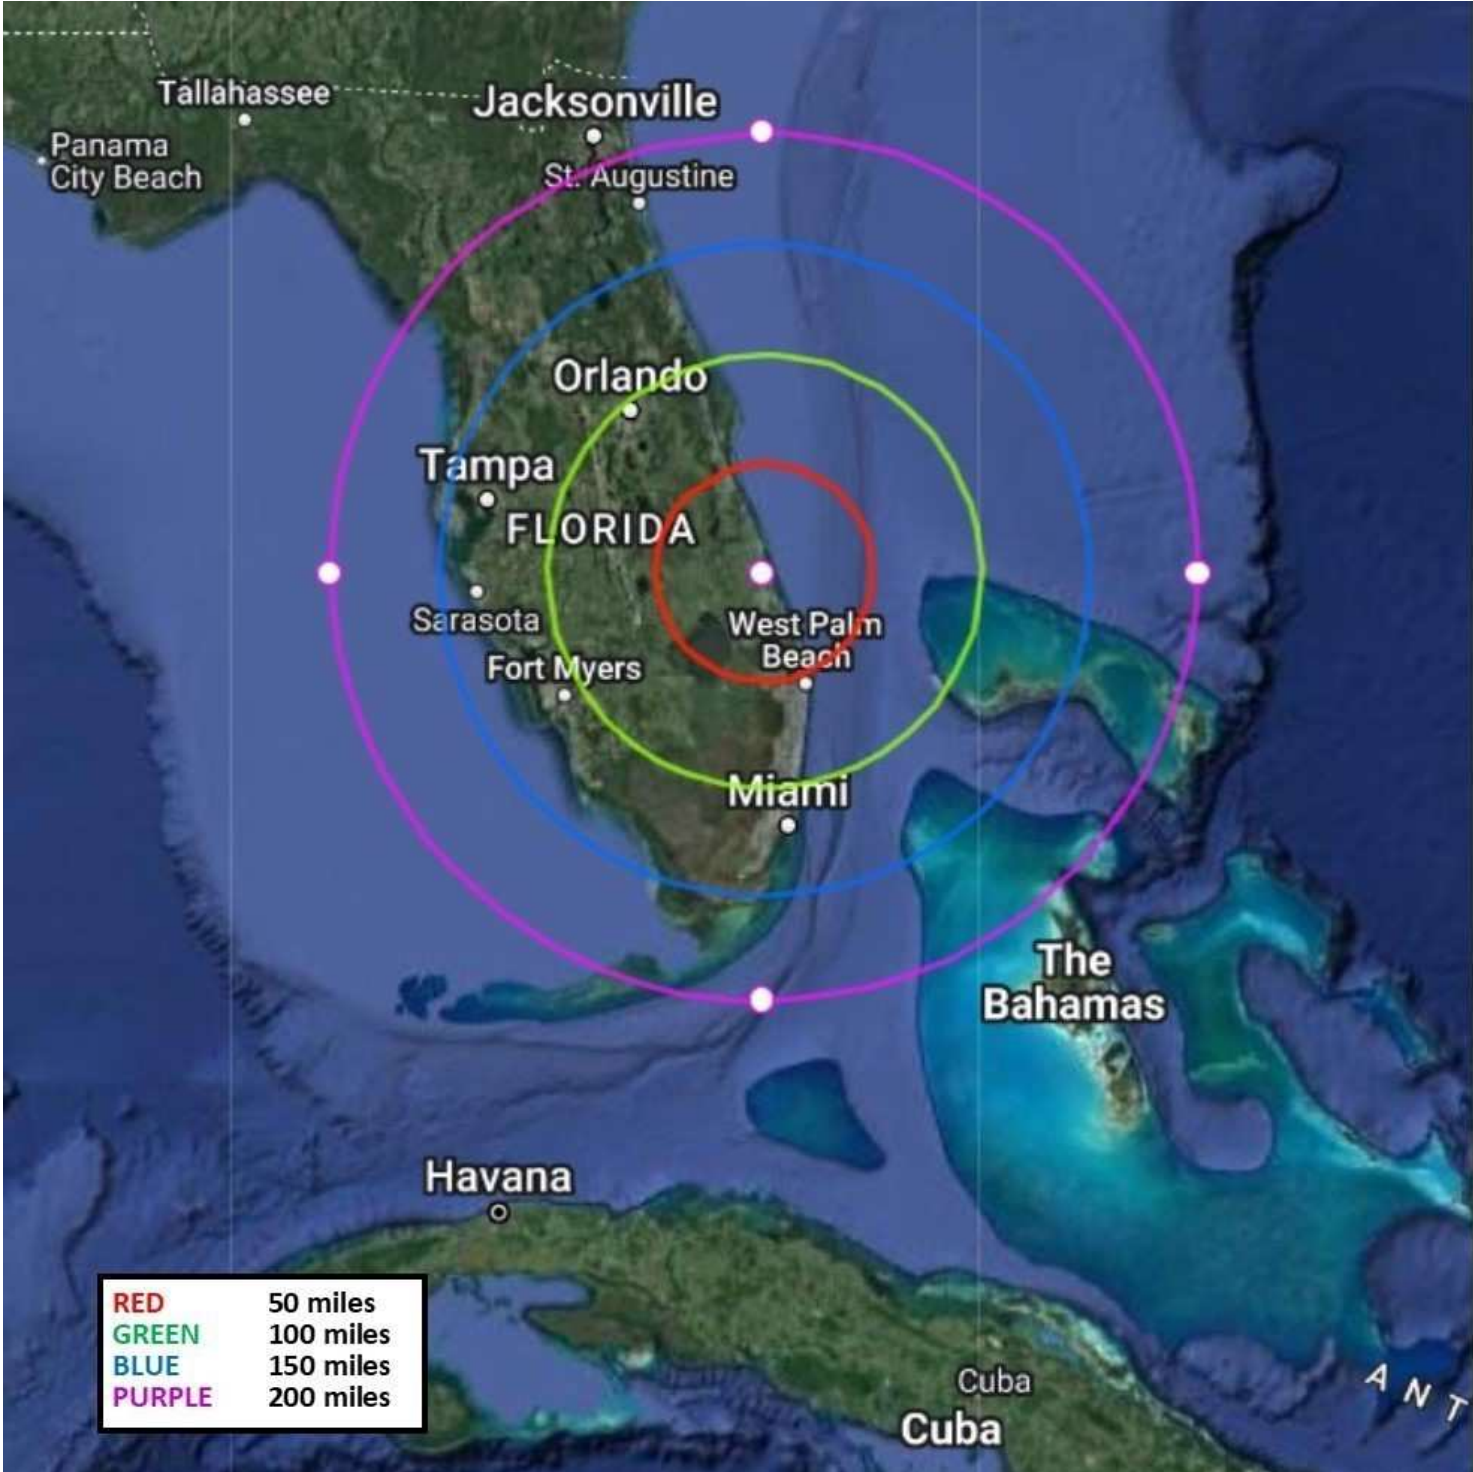 Tallahassee
Jacksonville
Panama
City Beach
St. Augustine
Orlando
Tampa
FLORIDA
West Palm
Beach
Sarasota
Fort Myers
Miami
The
Bahamas
Havana
RED 50 miles
GREEN 100 miles
BLUE 150 miles
PURPLE 200 miles
Cuba
Cuba
ANT